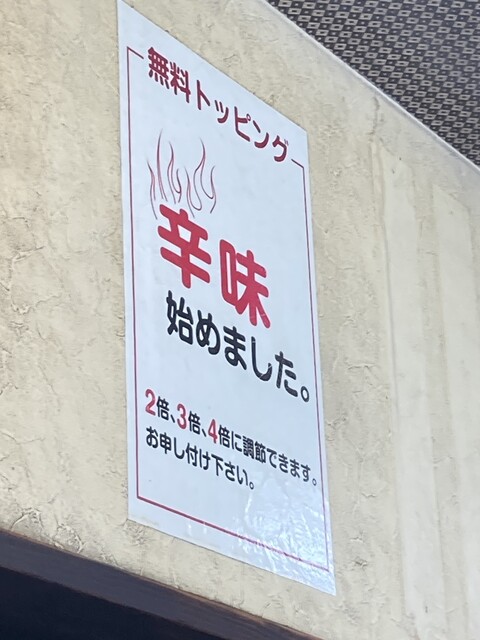 無料トッピング
辛味
始めました。
2倍、3倍、4倍に調節できます。
お申し付け下さい。